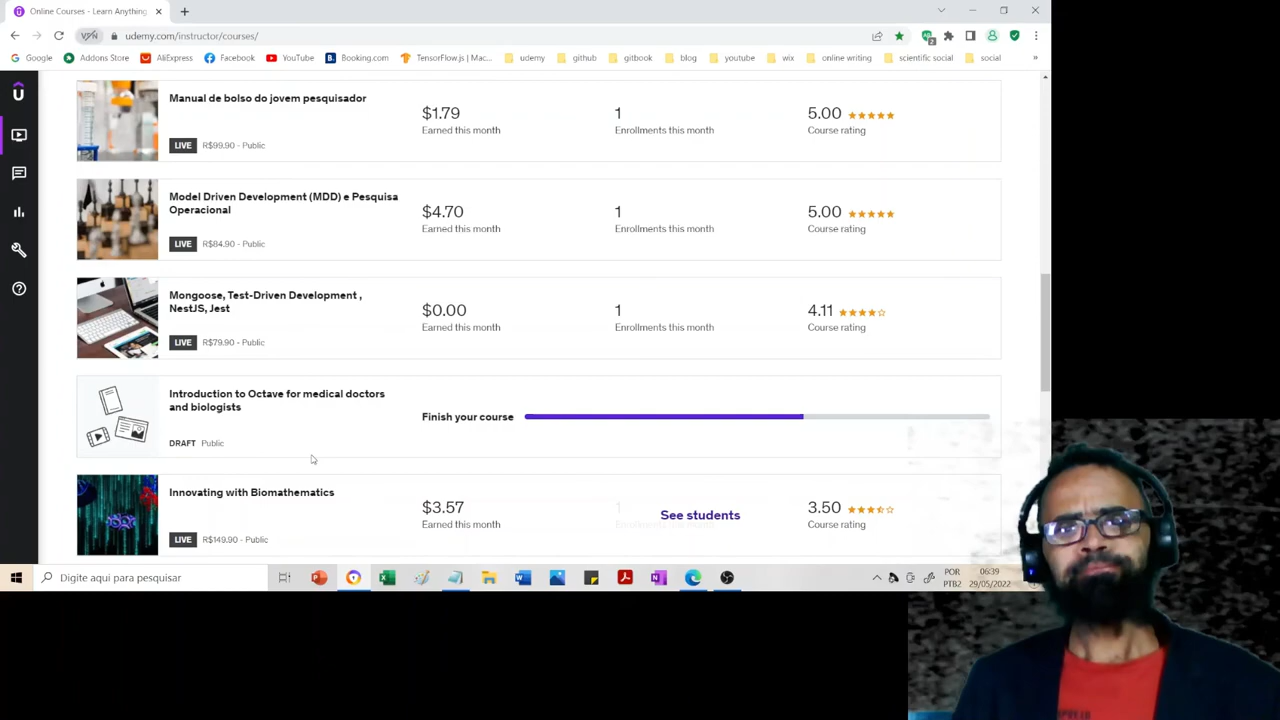 Online Courses - Learn Anything
udemy.com/instructor/courses/
Google
Addons Store
AliExpress
Facebook
YouTube
Booking.com
TensorFlow.js | Mac...
udemy
github
gitbook
blog
youtube
wix
online writing
scientific social
social
»
Manual de bolso do jovem pesquisador
LIVE R$99.90 - Public
$1.79
Earned this month
1
Enrollments this month
5.00
Course rating
Model Driven Development (MDD) e Pesquisa
Operacional
LIVE R$84.90 - Public
$4.70
Earned this month
1
Enrollments this month
5.00
Course rating
Mongoose, Test-Driven Development ,
NestJS, Jest
LIVE R$79.90 - Public
$0.00
Earned this month
1
Enrollments this month
4.11
Course rating
Introduction to Octave for medical doctors
and biologists
DRAFT Public
Finish your course
Innovating with Biomathematics
LIVE R$149.90 - Public
$3.57
Earned this month
1
See students
3.50
Course rating
Digite aqui para pesquisar
POR
PTB2
06:39
29/05/2022